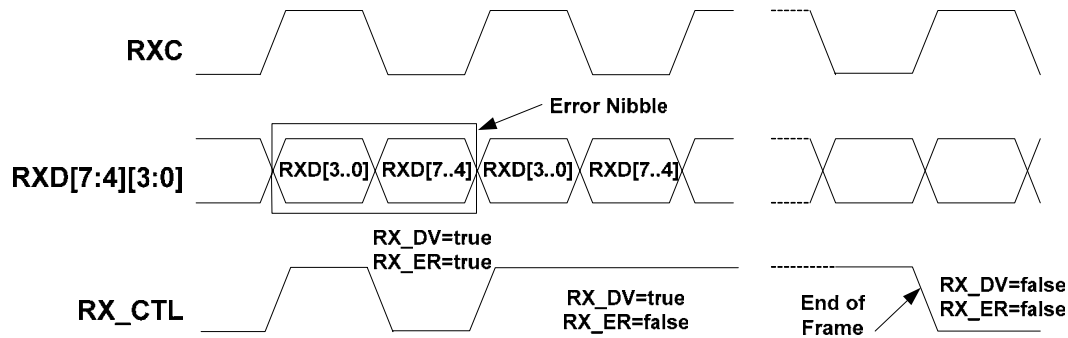 RXC
Error Nibble
RXD[7:4][3:0]
RXD[3..0] RXD[7..4] RXD[3..0] RXD[7..4]
RX_DV=true
RX_ER=true
RX_CTL
RX_DV=true
RX_ER=false
End of
Frame
RX_DV=false
RX_ER=false